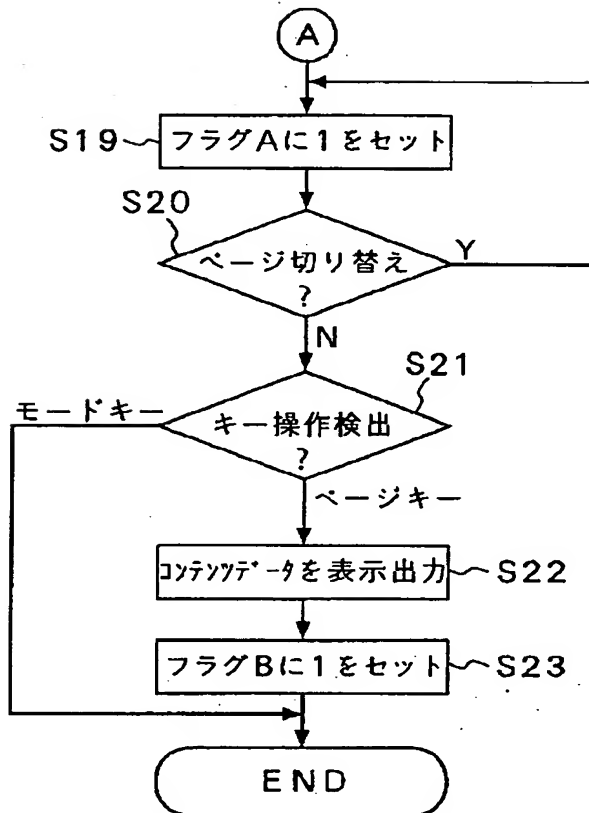 A
S19
フラグAに1をセット
S20
ページ切り替え
?
Y
N
S21
モードキー
キー操作検出
?
ページキー
コンテンツデータを表示出力
S22
フラグBに1をセット
S23
END